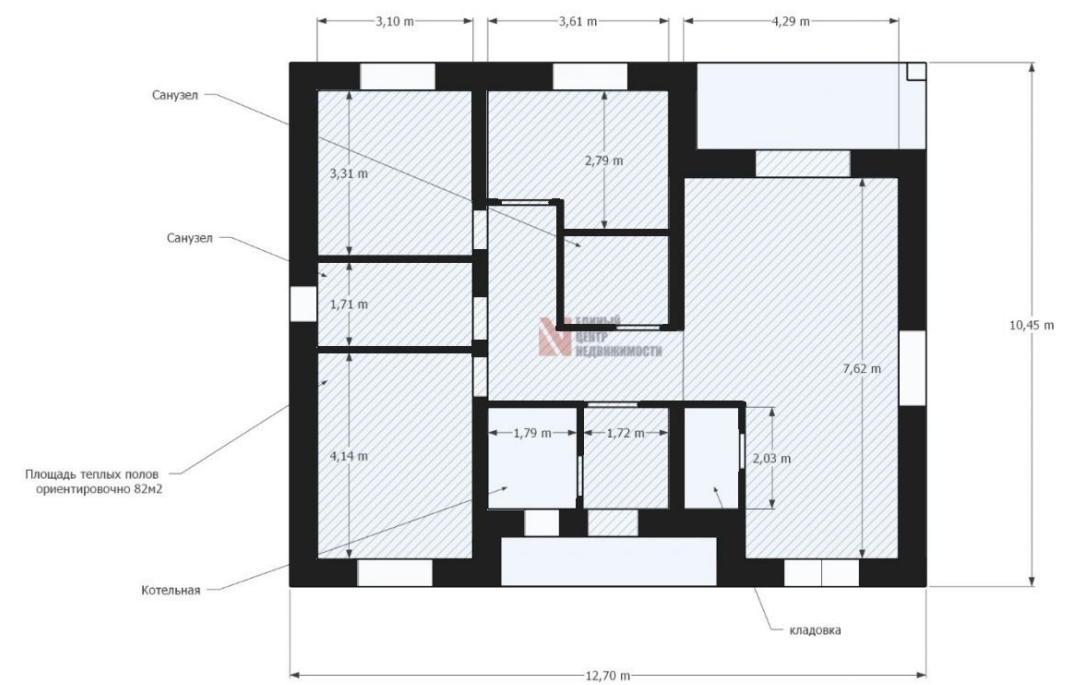 3,10 m
3,61 m
4,29 m
Санузел
2,79 m
3,31 m
Санузел
1,71 m
ЕДИНЫЙ
ЦЕНТР
НЕДВИЖИМОСТИ
10,45 m
7,62 m
1,79 m
1,72 m
4,14 m
2,03 m
Площадь теплых полов
ориентировочно 82м2
Котельная
кладовка
12,70 m